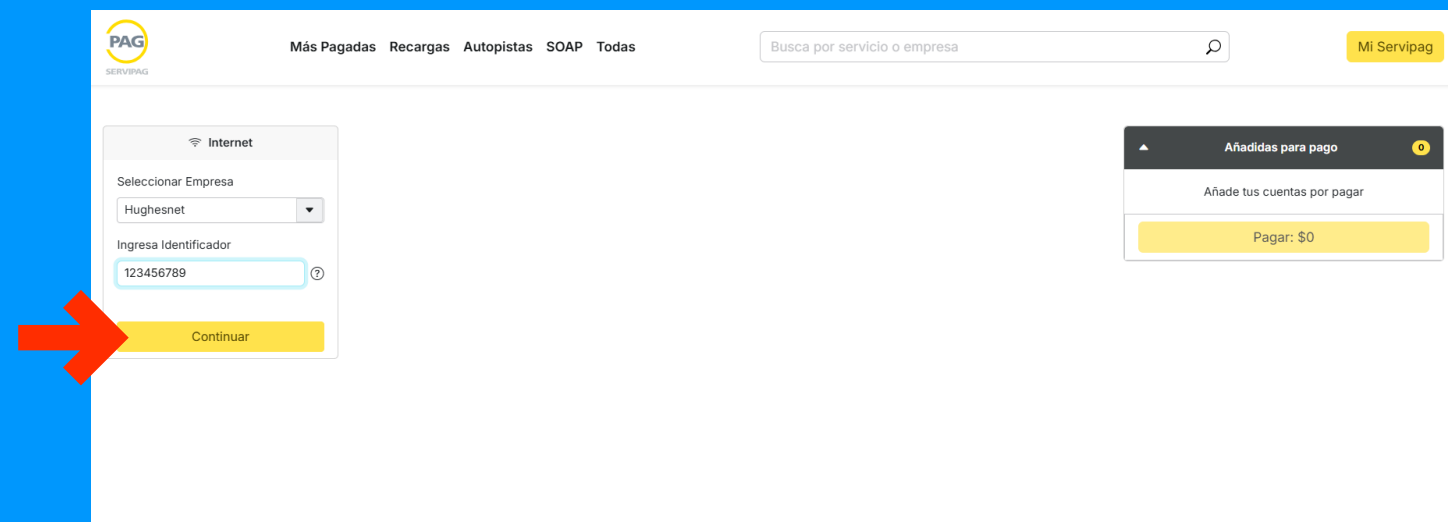 PAG
SERVIPAG
Más Pagadas Recargas Autopistas SOAP Todas
Busca por servicio o empresa
Mi Servipag
Internet
Seleccionar Empresa
Hughesnet
Ingresa Identificador
123456789
?
Continuar
Añadidas para pago 0
Añade tus cuentas por pagar
Pagar: $0